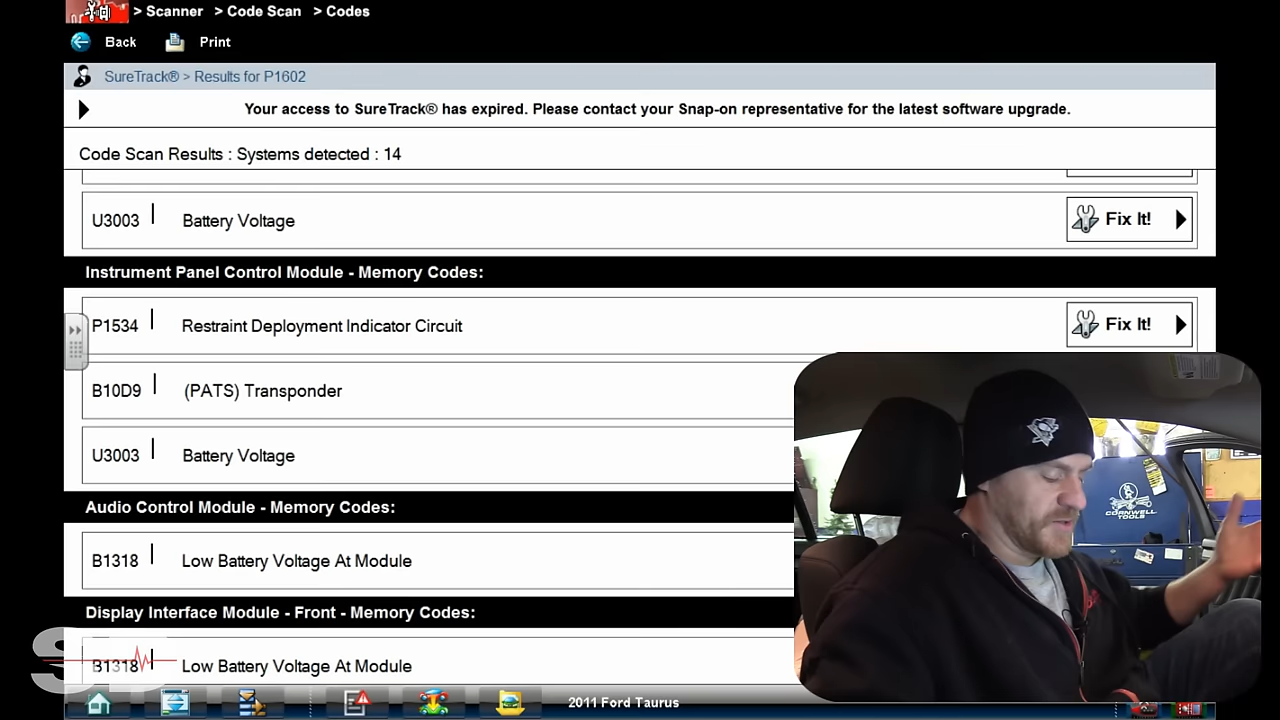 > Scanner > Code Scan > Codes
Back Print
SureTrack® > Results for P1602
Your access to SureTrack® has expired. Please contact your Snap-on representative for the latest software upgrade.
Code Scan Results : Systems detected : 14
U3003 Battery Voltage Fix It!
Instrument Panel Control Module - Memory Codes:
P1534 Restraint Deployment Indicator Circuit Fix It!
B10D9 (PATS) Transponder
U3003 Battery Voltage
Audio Control Module - Memory Codes:
B1318 Low Battery Voltage At Module
Display Interface Module - Front - Memory Codes:
B1318 Low Battery Voltage At Module
2011 Ford Taurus
CORNWELL
TOOLS